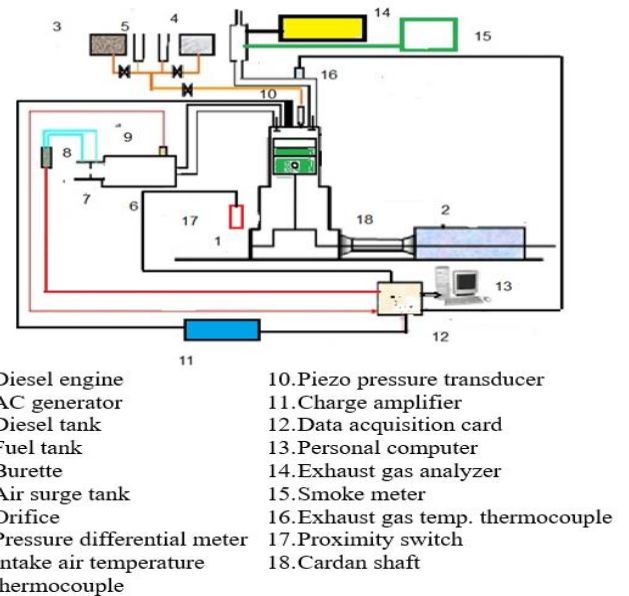 3
5
4
14
15
16
10
9
8
7
6
17
1
18
2
13
12
11
Diesel engine
AC generator
Diesel tank
Fuel tank
Burette
Air surge tank
Orifice
Pressure differential meter
ntake air temperature
hermocouple
10.Piezo pressure transducer
11.Charge amplifier
12.Data acquisition card
13.Personal computer
14.Exhaust gas analyzer
15.Smoke meter
16.Exhaust gas temp. thermocouple
17.Proximity switch
18.Cardan shaft